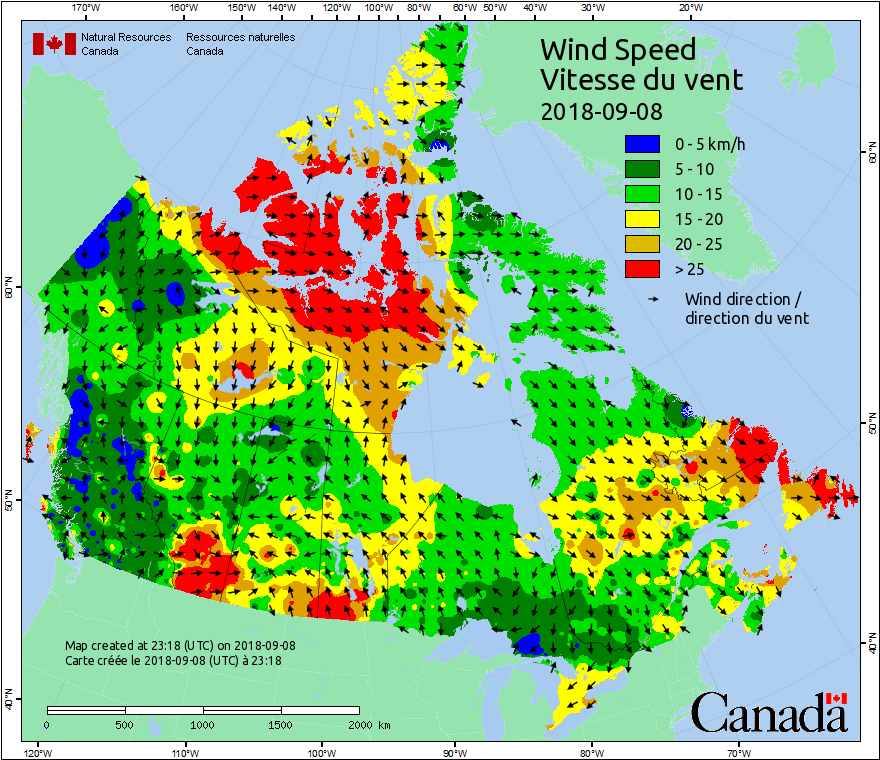 170°W 160°W 150°W 140°W 130°W 120°W 110°W 100°W 90°W 80°W 70°W 60°W 50°W 40°W 30°W 20°W
Natural Resources Ressources naturelles
Canada Canada
Wind Speed
Vitesse du vent
2018-09-08
0 - 5 km/h
5 - 10
10 - 15
15 - 20
20 - 25
> 25
Wind direction /
direction du vent
60°N
60°N
50°N
50°N
40°N
40°N
Map created at 23:18 (UTC) on 2018-09-08
Carte créée le 2018-09-08 (UTC) à 23:18
0 500 1000 1500 2000 km
Canada
120°W 110°W 100°W 90°W 80°W 70°W